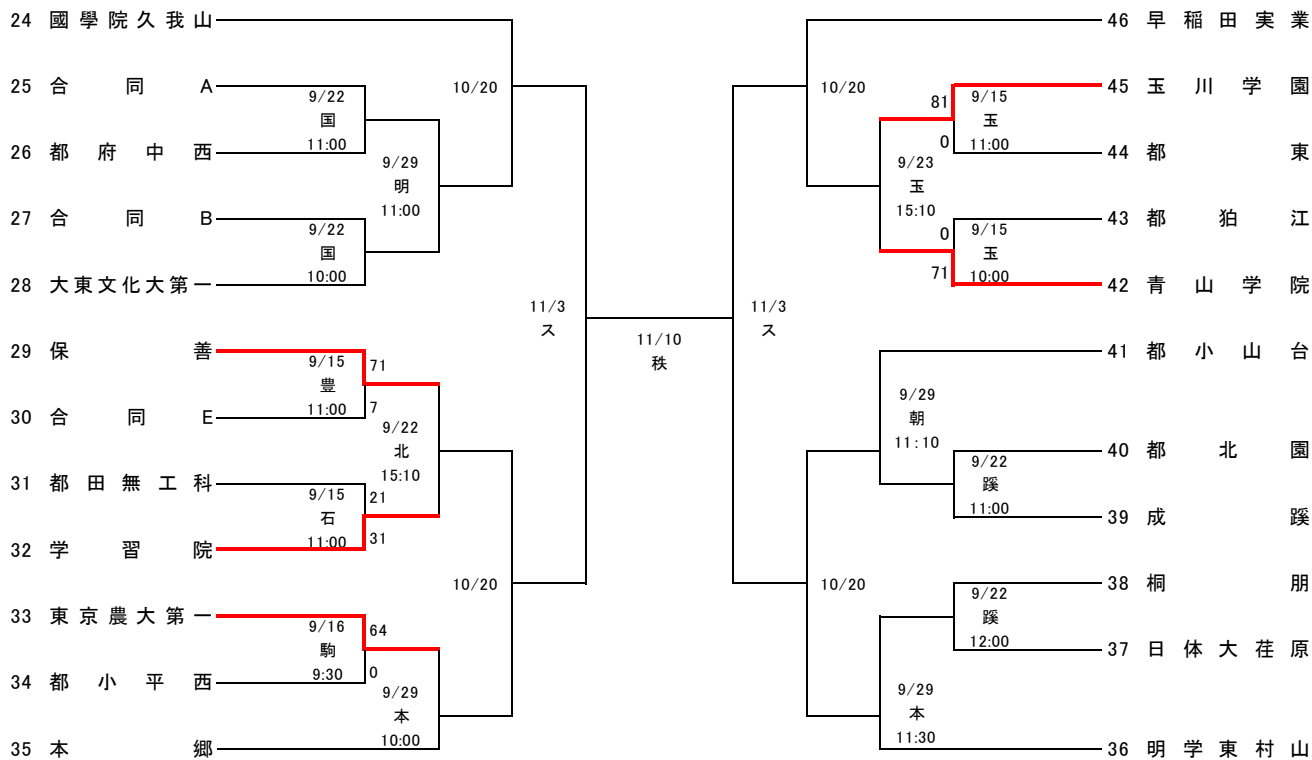 24 國學院久我山
10/20
25 合同A
9/22
国
11:00
26 都府中西
9/29
明
11:00
27 合同B
9/22
国
10:00
28 大東文化大第一
11/3
ス
29 保善
9/15
豊
11:00
71
7
30 合同E
9/22
北
15:10
31 都田無工科
9/15
石
11:00
21
31
32 学習院
10/20
33 東京農大第一
9/16
駒
9:30
64
0
34 都小平西
9/29
本
10:00
35 本郷
11/10
秩
46 早稲田実業
10/20
45 玉川学園
81
0
9/15
玉
11:00
44 都東
9/23
玉
15:10
43 都狛江
0
71
9/15
玉
10:00
42 青山学院
11/3
ス
41 都小山台
9/29
朝
11:10
40 都北園
9/22
蹊
11:00
39 成蹊
10/20
38 桐朋
9/22
蹊
12:00
37 日体大荏原
9/29
本
11:30
36 明学東村山